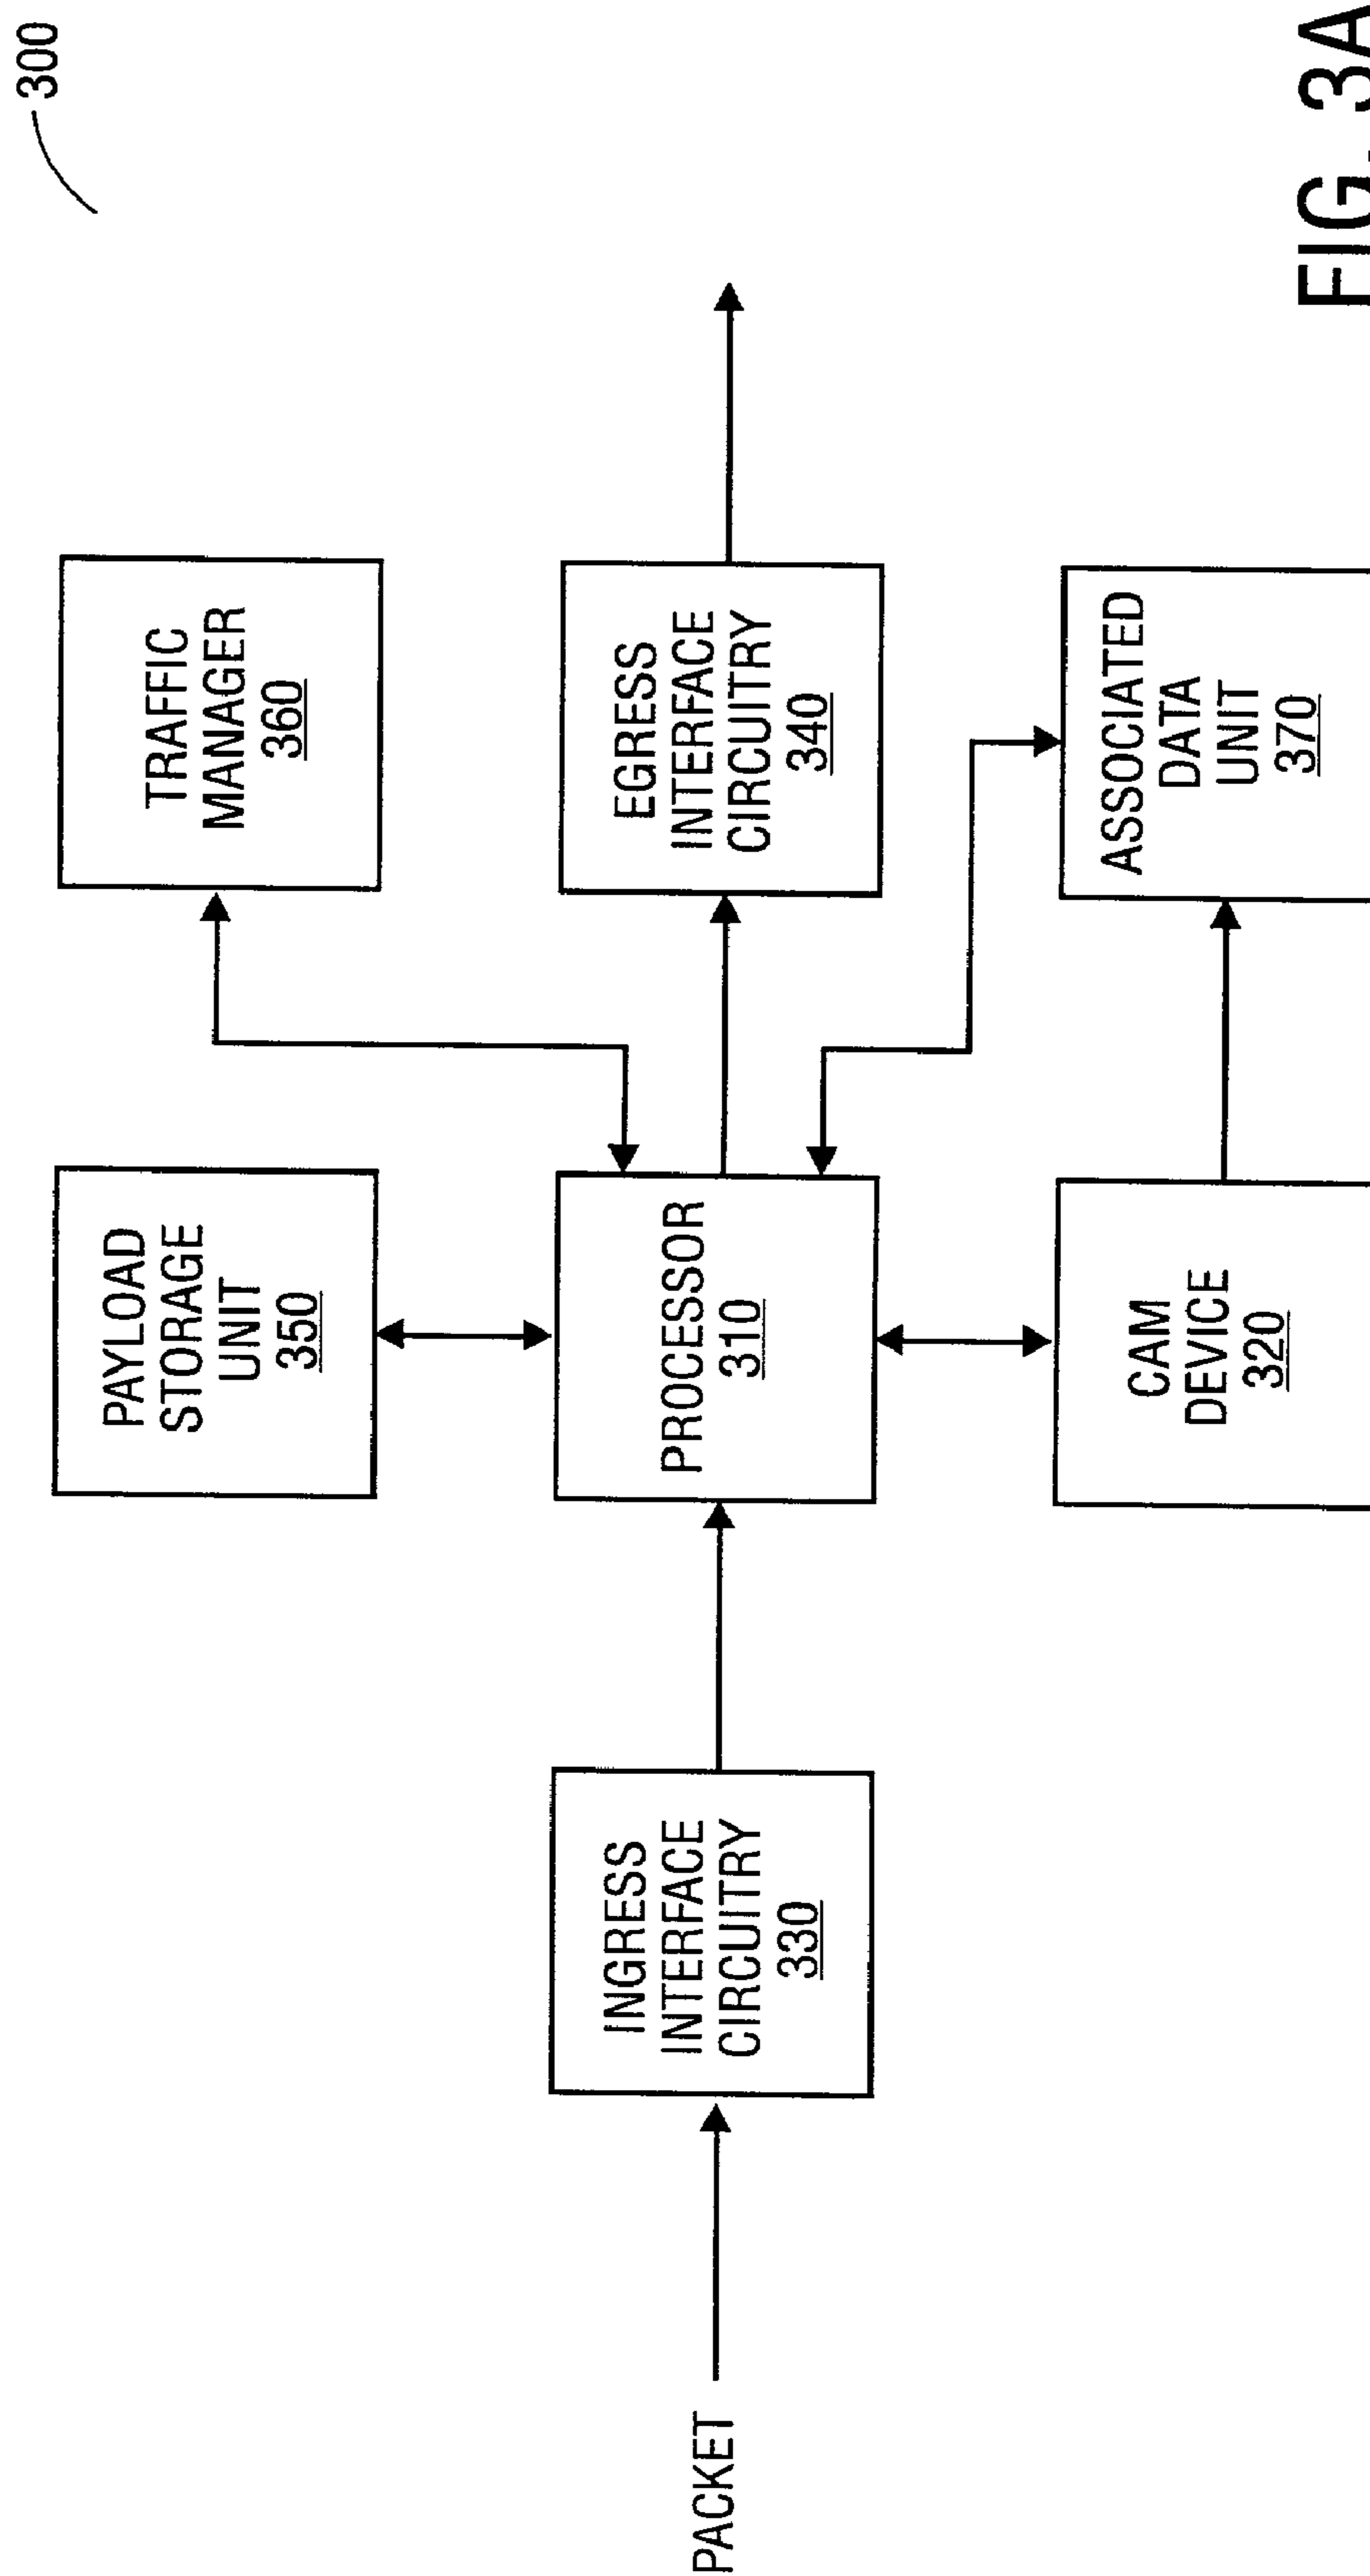 300
PAYLOAD
STORAGE
UNIT
350
TRAFFIC
MANAGER
360
PACKET
INGRESS
INTERFACE
CIRCUITRY
330
PROCESSOR
310
EGRESS
INTERFACE
CIRCUITRY
340
CAM
DEVICE
320
ASSOCIATED
DATA
UNIT
370
FIG. 3A